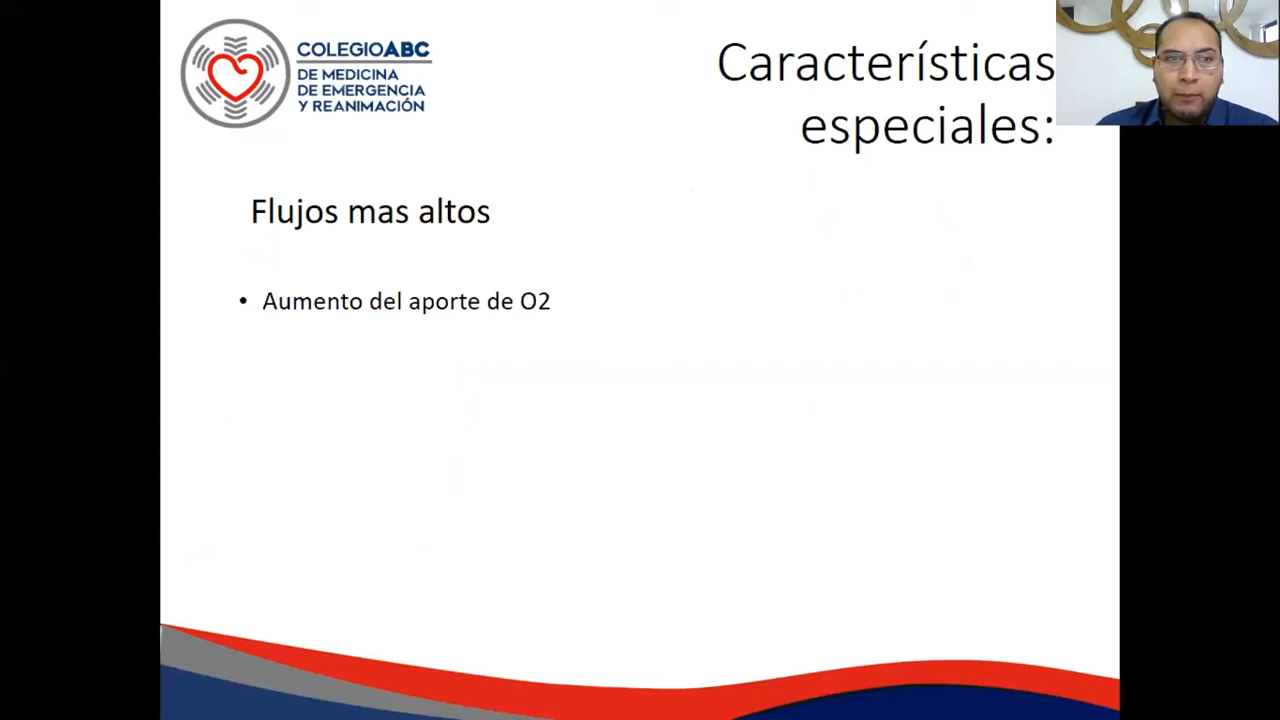 COLEGIOABC
DE MEDICINA
DE EMERGENCIA
Y REANIMACIÓN
Características
especiales:
Flujos mas altos
• Aumento del aporte de O2